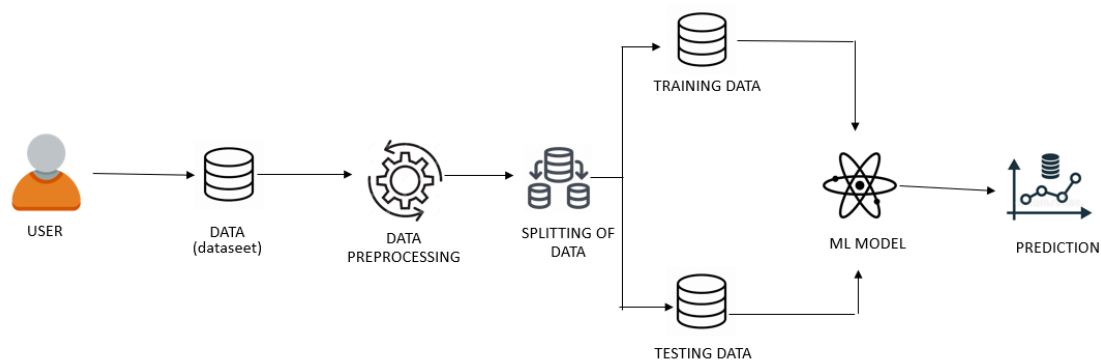 USER
DATA
(dataseet)
DATA
PREPROCESSING
SPLITTING OF
DATA
TRAINING DATA
TESTING DATA
ML MODEL
PREDICTION